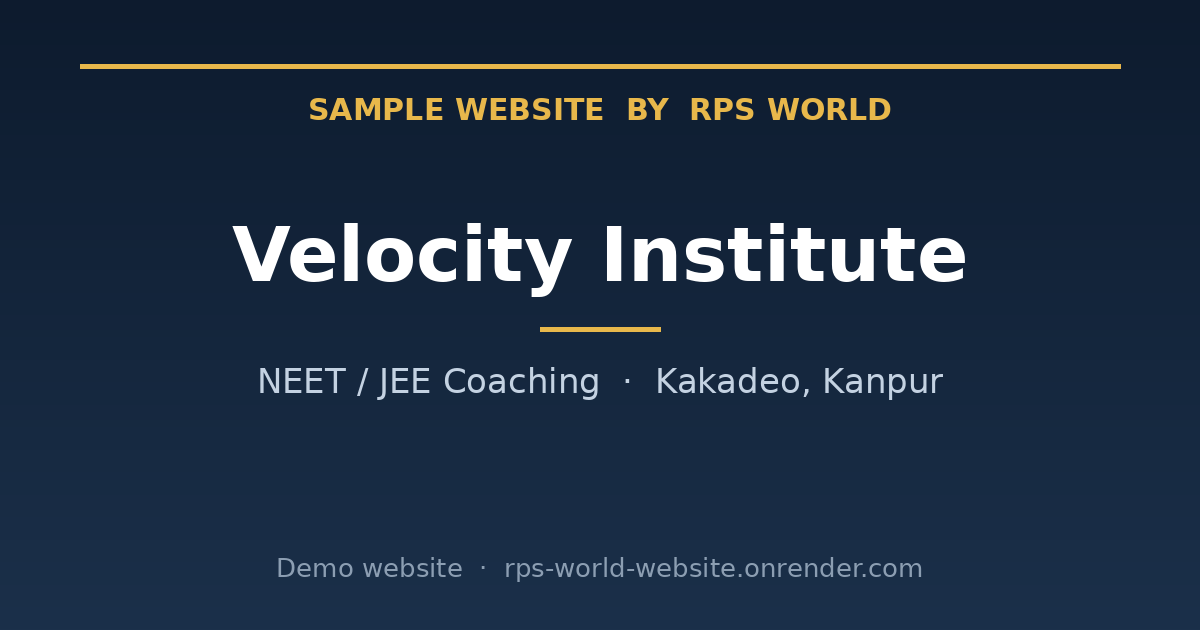 SAMPLE WEBSITE BY RPS WORLD
Velocity Institute
NEET / JEE Coaching · Kakadeo, Kanpur
Demo website · rps-world-website.onrender.com